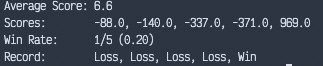 Average Score: 6.6
Scores: -88.0, -140.0, -337.0, -371.0, 969.0
Win Rate: 1/5 (0.20)
Record: Loss, Loss, Loss, Loss, Win